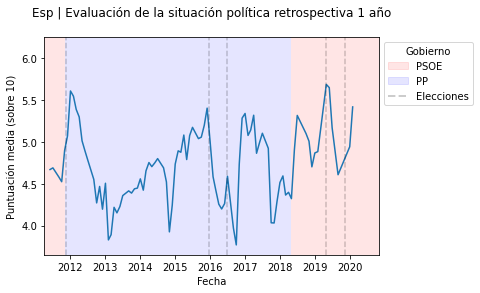 Esp | Evaluación de la situación política retrospectiva 1 año
Puntuación media (sobre 10)
6.0
5.5
5.0
4.5
4.0
2012 2013 2014 2015 2016 2017 2018 2019 2020
Fecha
Gobierno
PSOE
PP
Elecciones